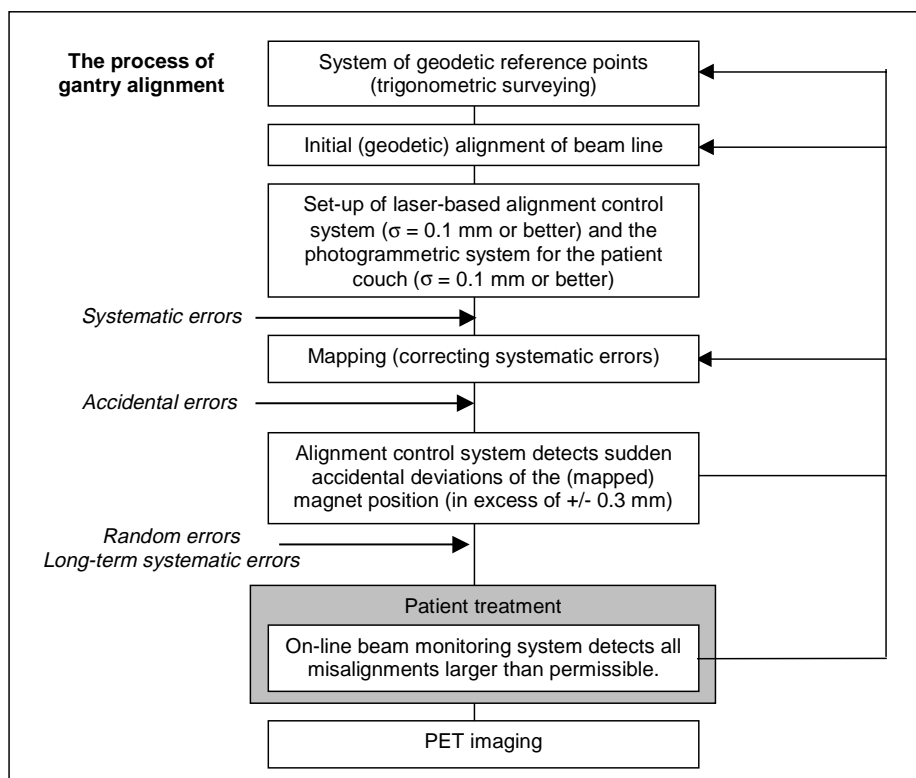 The process of
gantry alignment
System of geodetic reference points
(trigonometric surveying)
Initial (geodetic) alignment of beam line
Set-up of laser-based alignment control
system (σ = 0.1 mm or better) and the
photogrammetric system for the patient
couch (σ = 0.1 mm or better)
Systematic errors
Mapping (correcting systematic errors)
Accidental errors
Alignment control system detects sudden
accidental deviations of the (mapped)
magnet position (in excess of +/- 0.3 mm)
Random errors
Long-term systematic errors
Patient treatment
On-line beam monitoring system detects all
misalignments larger than permissible.
PET imaging